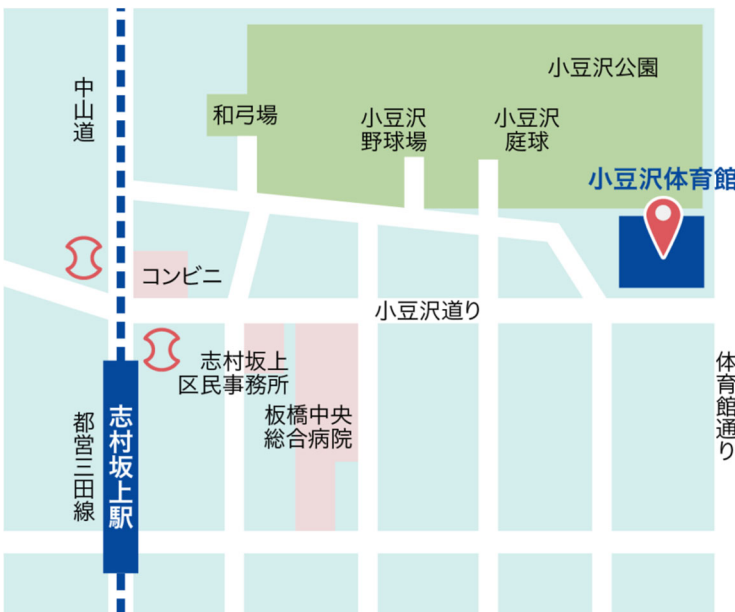 中山道
小豆沢公園
和弓場
小豆沢
野球場
小豆沢
庭球
小豆沢体育館
コンビニ
小豆沢道り
志村坂上
区民事務所
板橋中央
総合病院
体育館通り
都営三田線
志村坂上駅